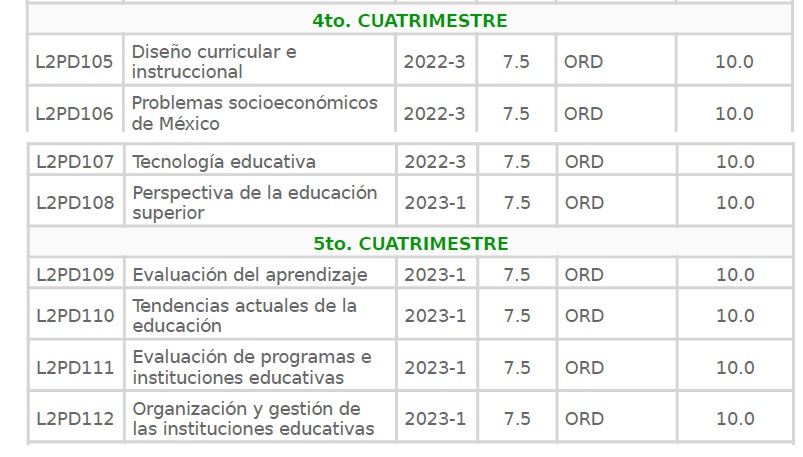 4to. CUATRIMESTRE
L2PD105 Diseño curricular e instruccional 2022-3 7.5 ORD 10.0
L2PD106 Problemas socioeconómicos de México 2022-3 7.5 ORD 10.0
L2PD107 Tecnología educativa 2022-3 7.5 ORD 10.0
L2PD108 Perspectiva de la educación superior 2023-1 7.5 ORD 10.0
5to. CUATRIMESTRE
L2PD109 Evaluación del aprendizaje 2023-1 7.5 ORD 10.0
L2PD110 Tendencias actuales de la educación 2023-1 7.5 ORD 10.0
L2PD111 Evaluación de programas e instituciones educativas 2023-1 7.5 ORD 10.0
L2PD112 Organización y gestión de las instituciones educativas 2023-1 7.5 ORD 10.0